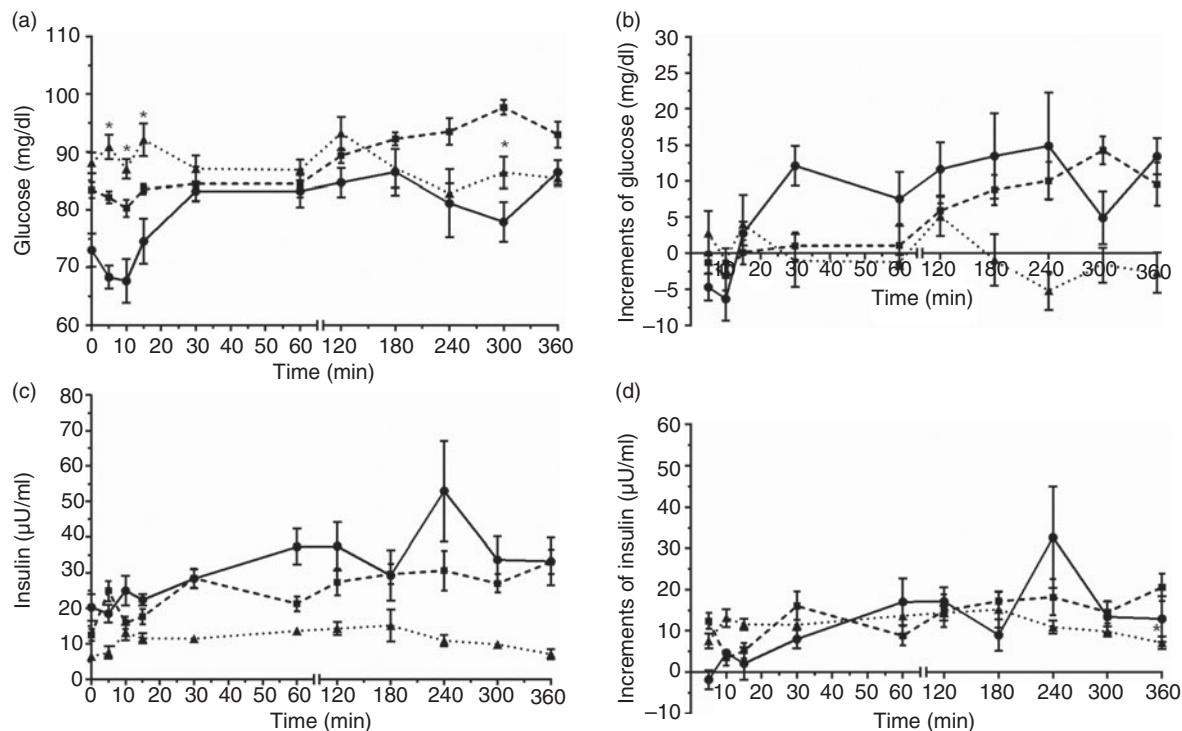 (a)
Glucose (mg/dl)
110
100
90
80
70
60
* * * *
0 10 20 30 40 50 60 120 180 240 300 360
Time (min)
(b)
Increments of glucose (mg/dl)
30
25
20
15
10
5
0
−5
−10
10 20 30 40 50 60 120 180 240 300 360
Time (min)
(c)
Insulin (μU/ml)
80
70
60
50
40
30
20
10
0
0 10 20 30 40 50 60 120 180 240 300 360
Time (min)
(d)
Increments of insulin (μU/ml)
60
50
40
30
20
10
0
−10
*
10 20 30 40 50 60 120 180 240 300 360
Time (min)